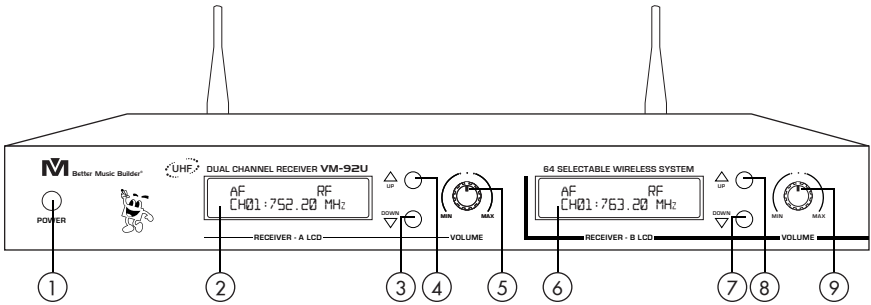 M Better Music Builder®
UHF DUAL CHANNEL RECEIVER VM-92U
64 SELECTABLE WIRELESS SYSTEM
POWER
AF RF
CH01:752.20 MHz
UP
DOWN
MIN MAX
RECEIVER - A LCD
VOLUME
AF RF
CH01:763.20 MHz
UP
DOWN
MIN MAX
RECEIVER - B LCD
VOLUME
1 2 3 4 5 6 7 8 9